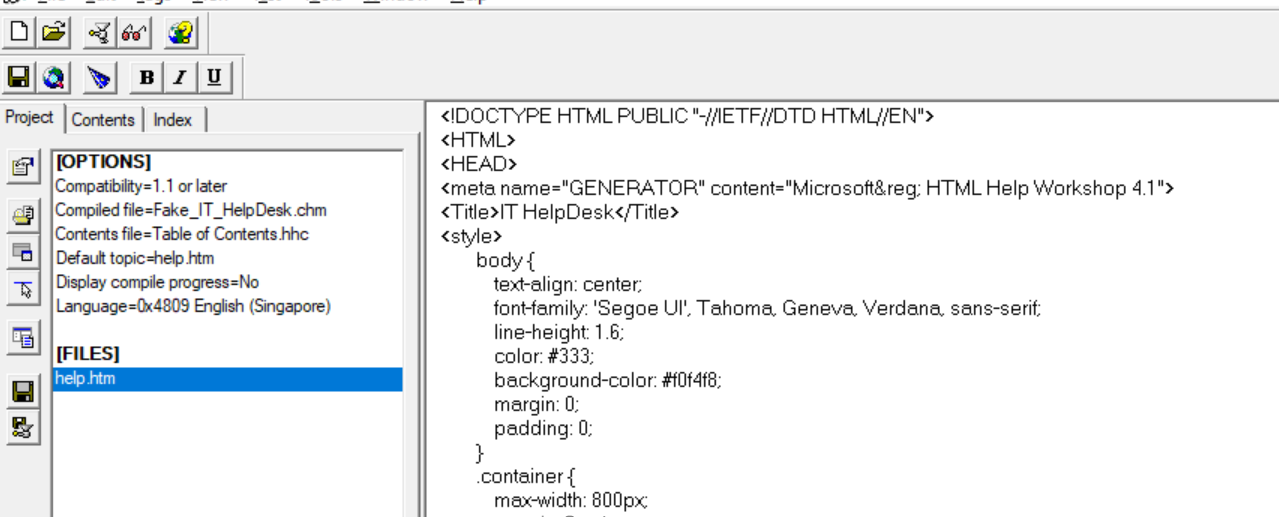 B I U
Project Contents Index
[OPTIONS]
Compatibility=1.1 or later
Compiled file=Fake_IT_HelpDesk.chm
Contents file=Table of Contents.hhc
Default topic=help.htm
Display compile progress=No
Language=0x4809 English (Singapore)
[FILES]
help.htm
<!DOCTYPE HTML PUBLIC "-//IETF//DTD HTML//EN">
<HTML>
<HEAD>
<meta name="GENERATOR" content="Microsoft&reg; HTML Help Workshop 4.1">
<Title>IT HelpDesk</Title>
<style>
body {
text-align: center;
font-family: 'Segoe UI', Tahoma, Geneva, Verdana, sans-serif;
line-height: 1.6;
color: #333;
background-color: #f0f4f8;
margin: 0;
padding: 0;
}
.container {
max-width: 800px;